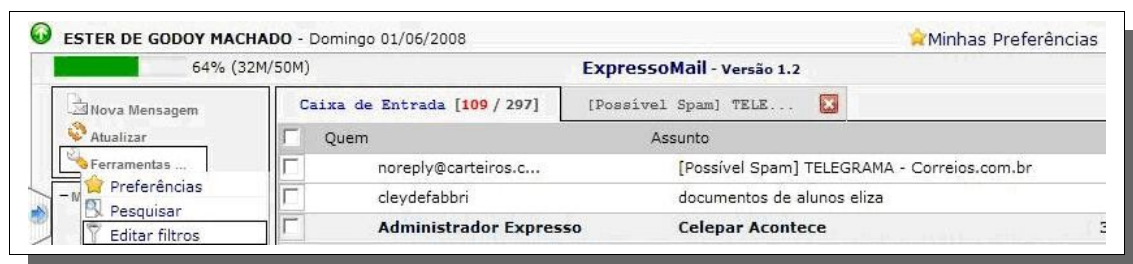 ESTER DE GODOY MACHADO - Domingo 01/06/2008
Minhas Preferências
64% (32M/50M)
ExpressoMail - Versão 1.2
Nova Mensagem
Atualizar
Ferramentas ...
Preferências
Pesquisar
Editar filtros
Caixa de Entrada [109 / 297]
[Possível Spam] TELE...
Quem Assunto
noreply@carteiros.c... [Possível Spam] TELEGRAMA - Correios.com.br
cleydefabbri documentos de alunos eliza
Administrador Expresso Celepar Acontece